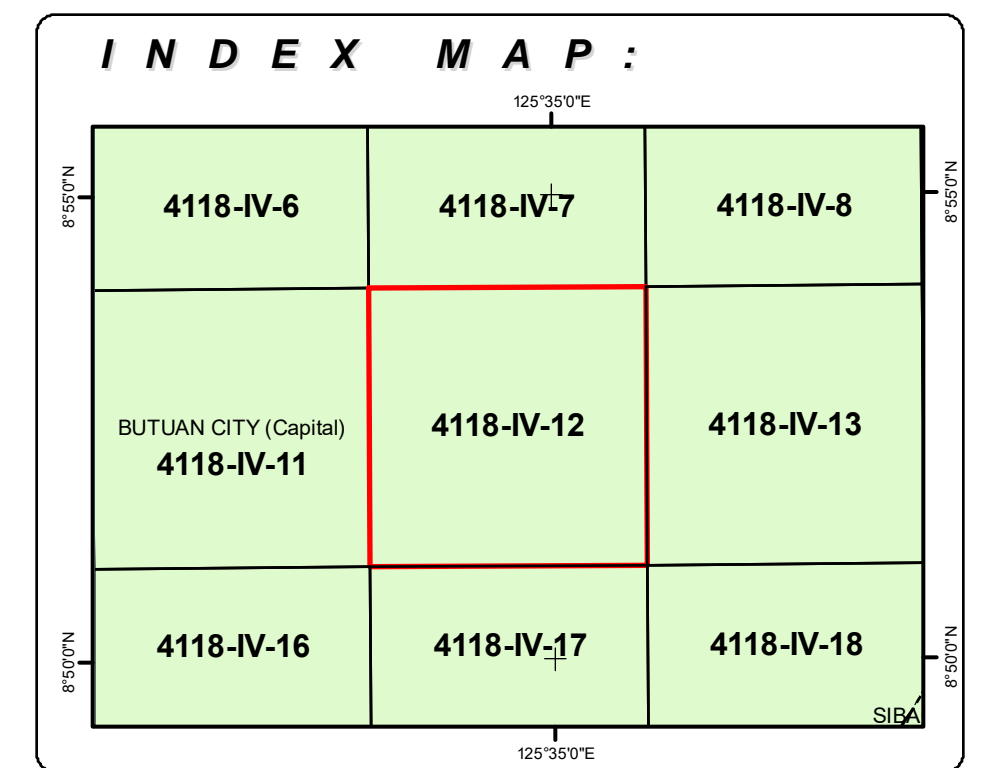 INDEX MAP:
125°35'0"E
8°55'0"N
8°55'0"N
4118-IV-6
4118-IV-7
4118-IV-8
BUTUAN CITY (Capital)
4118-IV-11
4118-IV-12
4118-IV-13
4118-IV-16
4118-IV-17
4118-IV-18
8°50'0"N
8°50'0"N
SIBA
125°35'0"E